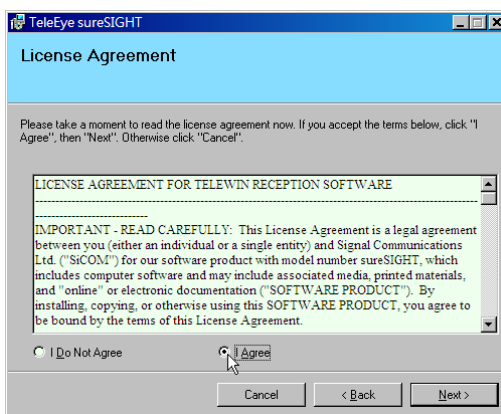 TeleEye sureSIGHT
License Agreement
Please take a moment to read the license agreement now. If you accept the terms below, click "I
Agree", then "Next". Otherwise click "Cancel".
LICENSE AGREEMENT FOR TELEWIN RECEPTION SOFTWARE
--------------------------------------------------------------------------------
----------------------------
IMPORTANT - READ CAREFULLY: This License Agreement is a legal agreement
between you (either an individual or a single entity) and Signal Communications
Ltd. ("SiCOM") for our software product with model number sureSIGHT, which
includes computer software and may include associated media, printed materials,
and "online" or electronic documentation ("SOFTWARE PRODUCT"). By
installing, copying, or otherwise using this SOFTWARE PRODUCT, you agree to
be bound by the terms of this License Agreement.
I Do Not Agree I Agree
Cancel < Back Next >